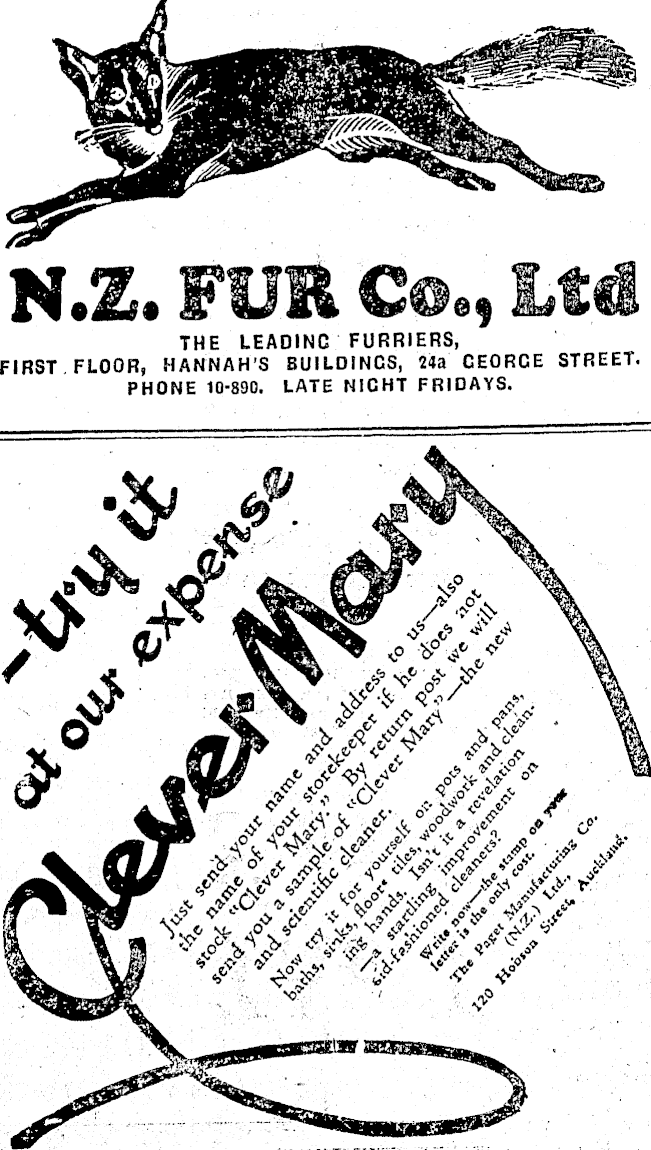 N.Z. FUR Co., Ltd
THE LEADING FURRIERS,
FIRST FLOOR, HANNAH'S BUILDINGS, 24a GEORGE STREET.
PHONE 10-890. LATE NIGHT FRIDAYS.
-try it
at our expense
Clever Mary
Just send your name and address to us—also
the name of your storekeeper if he does not
stock "Clever Mary." By return post we will
send you a sample of "Clever Mary"—the new
and scientific cleaner.
Now try it for yourself on pots and pans,
baths, sinks, floors tiles, woodwork and clean-
ing hands. Isn't it a revelation
—a startling improvement on
old-fashioned cleaners?
Write now—the stamp on your
letter is the only cost.
The Paget Manufacturing Co.
(N.Z.) Ltd.,
120 Hobson Street, Auckland.